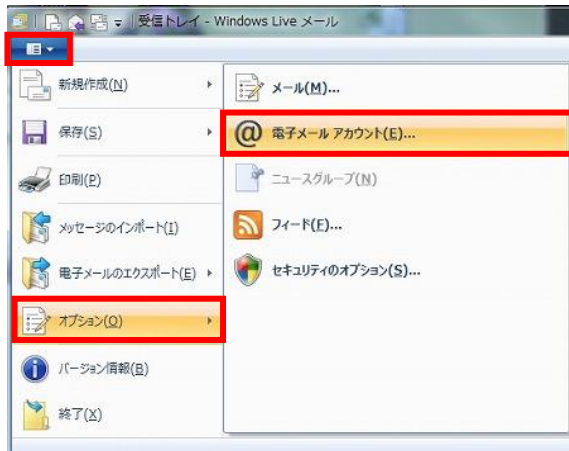 受信トレイ - Windows Live メール
新規作成(N)
保存(S)
印刷(P)
メッセージのインポート(I)
電子メールのエクスポート(E)
オプション(O)
バージョン情報(B)
終了(X)
メール(M)...
電子メール アカウント(E)...
ニュースグループ(N)
フィード(F)...
セキュリティのオプション(S)...